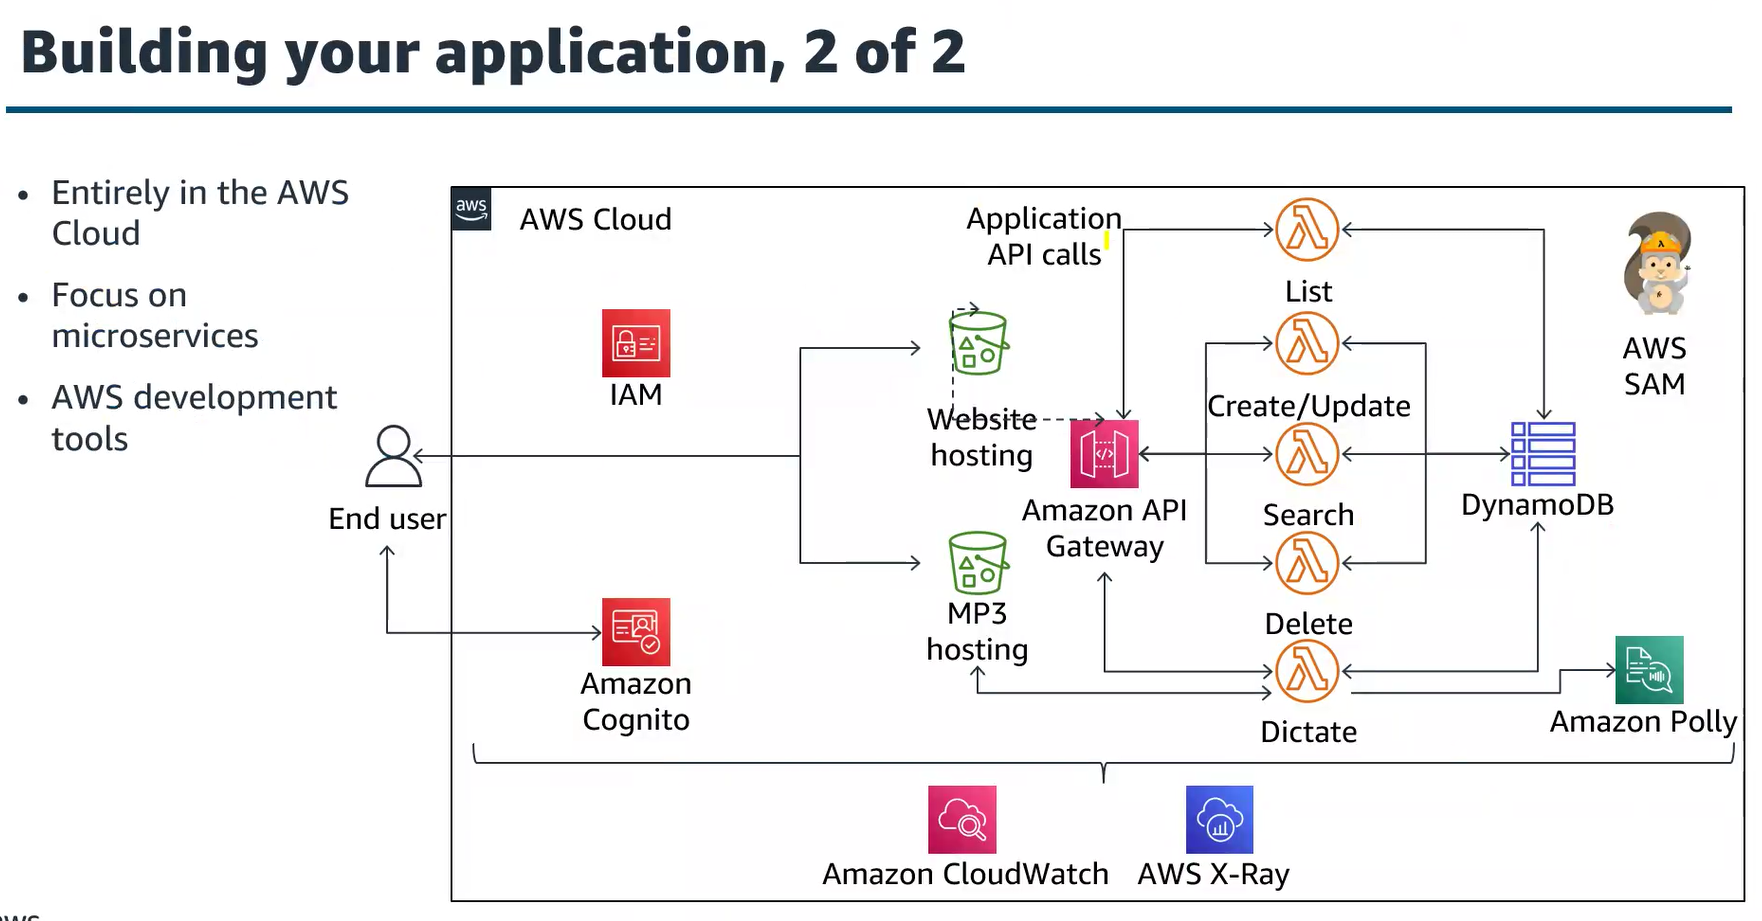 Building your application, 2 of 2
• Entirely in the AWS
Cloud
• Focus on
microservices
• AWS development
tools
aws
AWS Cloud
Application
API calls
List
IAM
AWS
SAM
Create/Update
Website
hosting
End user
Amazon API
Gateway
Search
DynamoDB
MP3
hosting
Delete
Amazon
Cognito
Dictate
Amazon Polly
Amazon CloudWatch
AWS X-Ray
aws